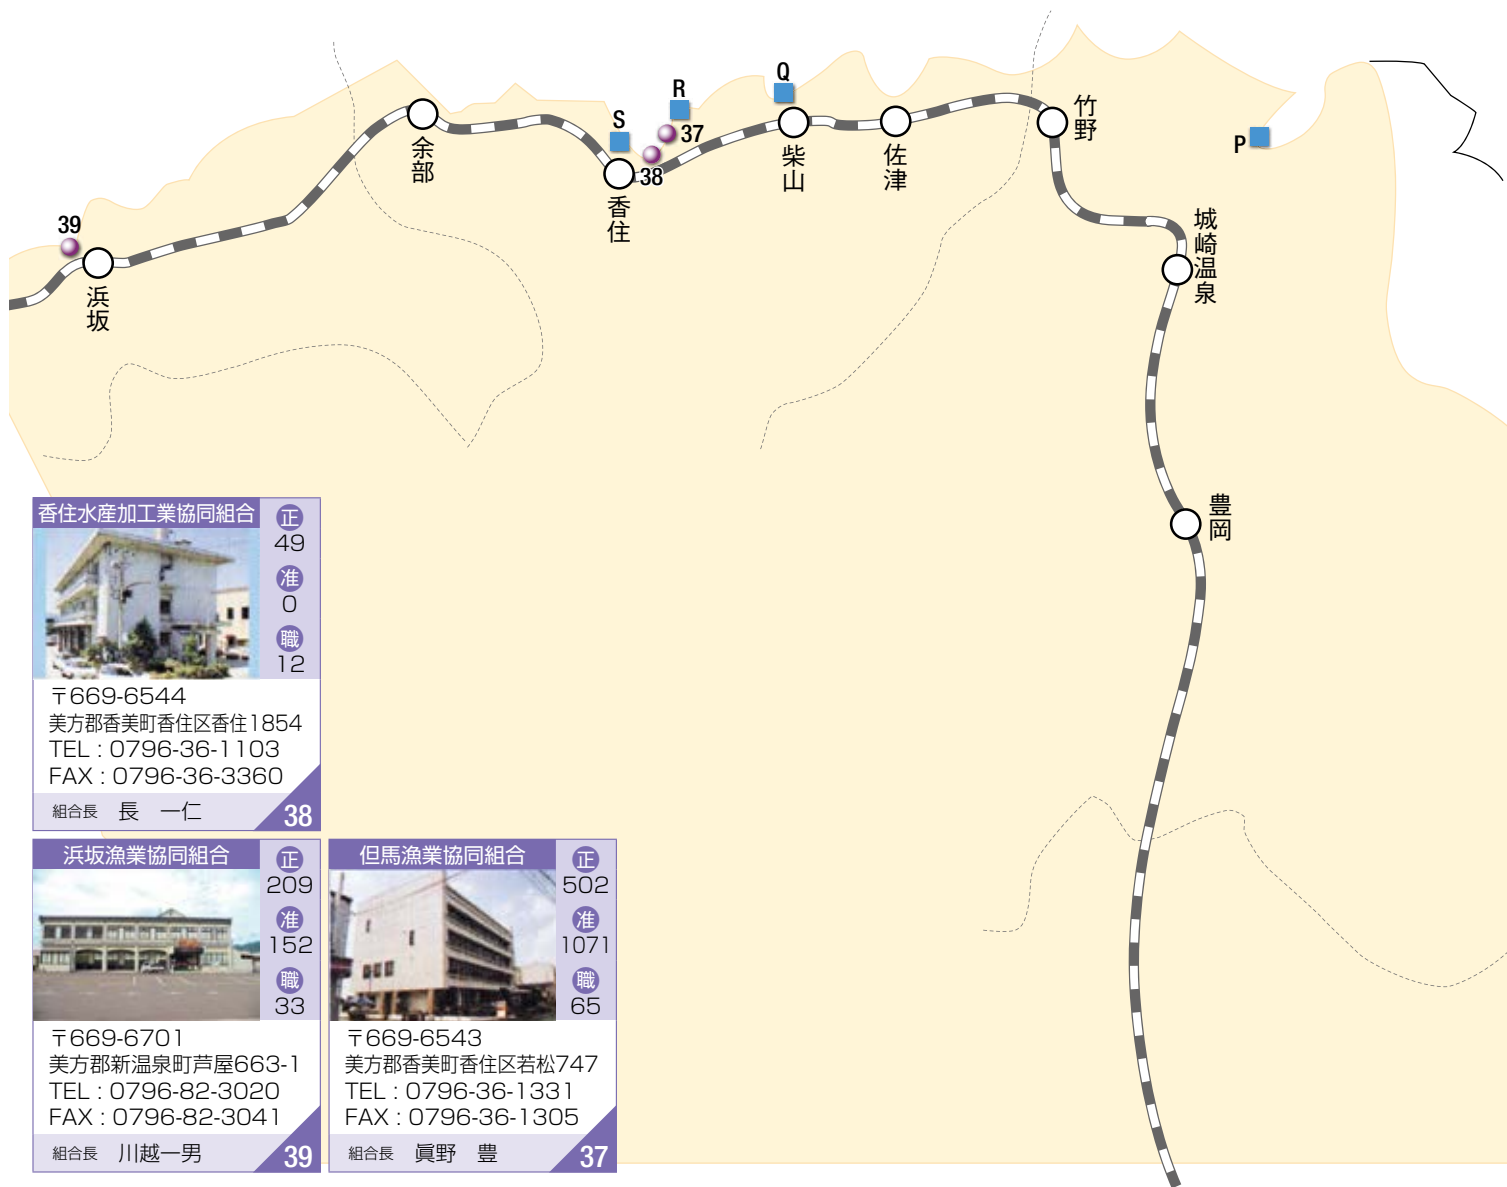 Q
R
S
37
38
P
39
余部
香住
柴山
佐津
竹野
城崎温泉
浜坂
豊岡
香住水産加工業協同組合
正
49
准
0
職
12
〒669-6544
美方郡香美町香住区香住1854
TEL : 0796-36-1103
FAX : 0796-36-3360
組合長 長 一仁
38
浜坂漁業協同組合
正
209
准
152
職
33
〒669-6701
美方郡新温泉町芦屋663-1
TEL : 0796-82-3020
FAX : 0796-82-3041
組合長 川越一男
39
但馬漁業協同組合
正
502
准
1071
職
65
〒669-6543
美方郡香美町香住区若松747
TEL : 0796-36-1331
FAX : 0796-36-1305
組合長 眞野 豊
37